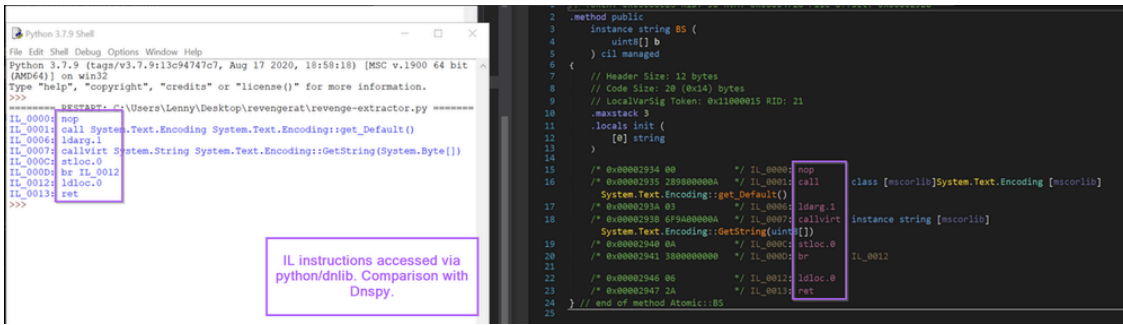 Python 3.7.9 Shell
File Edit Shell Debug Options Window Help
Python 3.7.9 (tags/v3.7.9:13c94747c7, Aug 17 2020, 18:58:18) [MSC v.1900 64 bit
(AMD64)] on win32
Type "help", "copyright", "credits" or "license()" for more information.
>>>
======== RESTART: C:\Users\Lenny\Desktop\revengerat\revenge-extractor.py =======
IL_0000: nop
IL_0001: call System.Text.Encoding System.Text.Encoding::get_Default()
IL_0006: ldarg.1
IL_0007: callvirt System.String System.Text.Encoding::GetString(System.Byte[])
IL_000C: stloc.0
IL_000D: br IL_0012
IL_0012: ldloc.0
IL_0013: ret
>>>
IL instructions accessed via
python/dnlib. Comparison with
Dnspy.
2 .method public
3 instance string BS (
4 uint8[] b
5 ) cil managed
6 {
7 // Header Size: 12 bytes
8 // Code Size: 20 (0x14) bytes
9 // LocalVarSig Token: 0x11000015 RID: 21
10 .maxstack 3
11 .locals init (
12 [0] string
13 )
14
15 /* 0x00002934 00 */ IL_0000: nop
16 /* 0x00002935 289800000A */ IL_0001: call class [mscorlib]System.Text.Encoding [mscorlib]
System.Text.Encoding::get_Default()
17 /* 0x0000293A 03 */ IL_0006: ldarg.1
18 /* 0x0000293B 6F9A00000A */ IL_0007: callvirt instance string [mscorlib]
System.Text.Encoding::GetString(uint8[])
19 /* 0x00002940 0A */ IL_000C: stloc.0
20 /* 0x00002941 3800000000 */ IL_000D: br IL_0012
21
22 /* 0x00002946 06 */ IL_0012: ldloc.0
23 /* 0x00002947 2A */ IL_0013: ret
24 } // end of method Atomic::BS
25